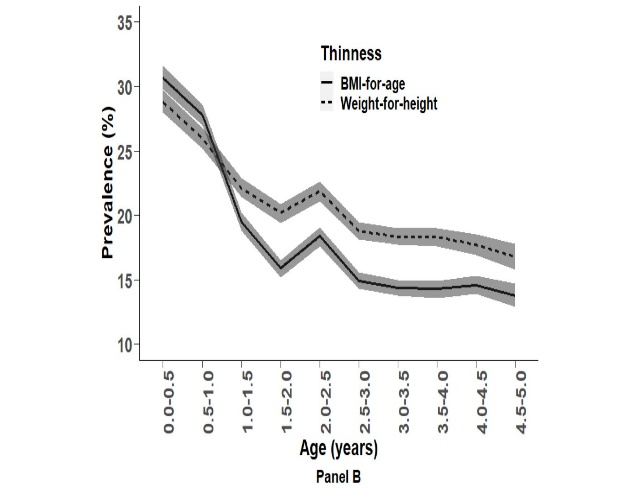 35
30
25
20
15
10
Prevalence (%)
Thinness
BMI-for-age
Weight-for-height
0.0-0.5
0.5-1.0
1.0-1.5
1.5-2.0
2.0-2.5
2.5-3.0
3.0-3.5
3.5-4.0
4.0-4.5
4.5-5.0
Age (years)
Panel B